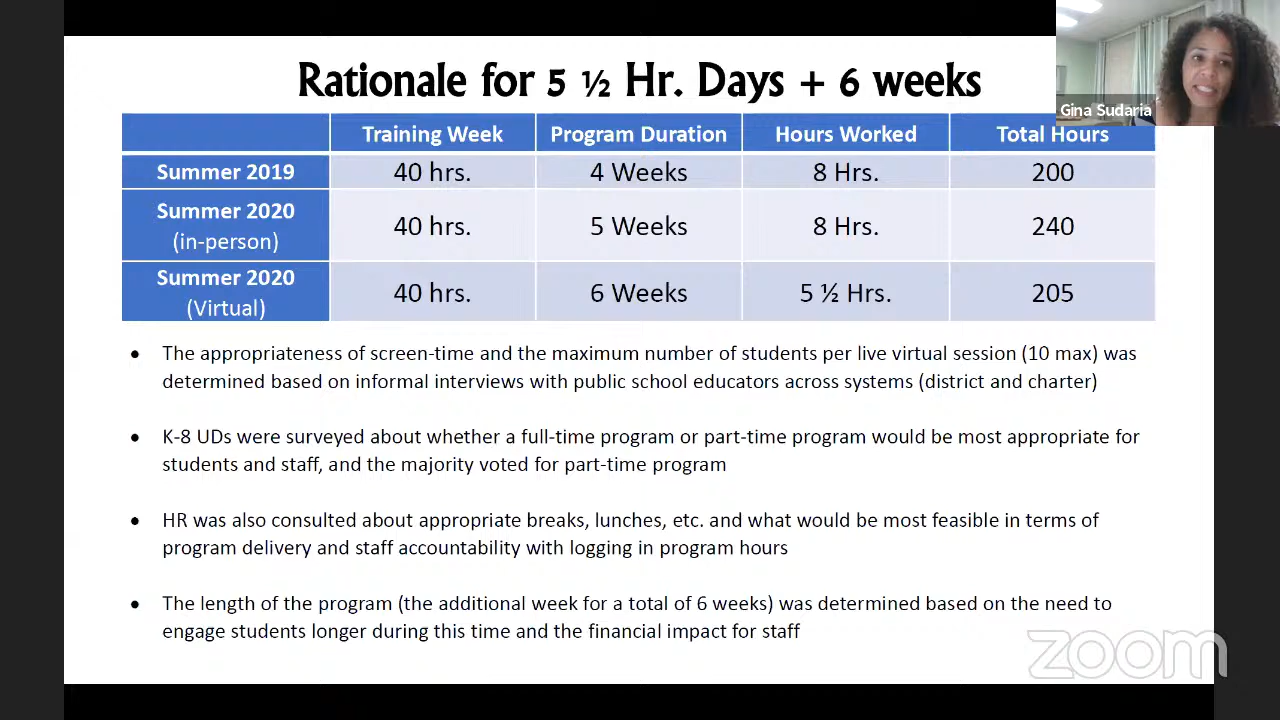 Rationale for 5 ½ Hr. Days + 6 weeks
Gina Sudaria
Training Week Program Duration Hours Worked Total Hours
Summer 2019 40 hrs. 4 Weeks 8 Hrs. 200
Summer 2020
(in-person) 40 hrs. 5 Weeks 8 Hrs. 240
Summer 2020
(Virtual) 40 hrs. 6 Weeks 5 ½ Hrs. 205
• The appropriateness of screen-time and the maximum number of students per live virtual session (10 max) was
determined based on informal interviews with public school educators across systems (district and charter)
• K-8 UDs were surveyed about whether a full-time program or part-time program would be most appropriate for
students and staff, and the majority voted for part-time program
• HR was also consulted about appropriate breaks, lunches, etc. and what would be most feasible in terms of
program delivery and staff accountability with logging in program hours
• The length of the program (the additional week for a total of 6 weeks) was determined based on the need to
engage students longer during this time and the financial impact for staff
zoom